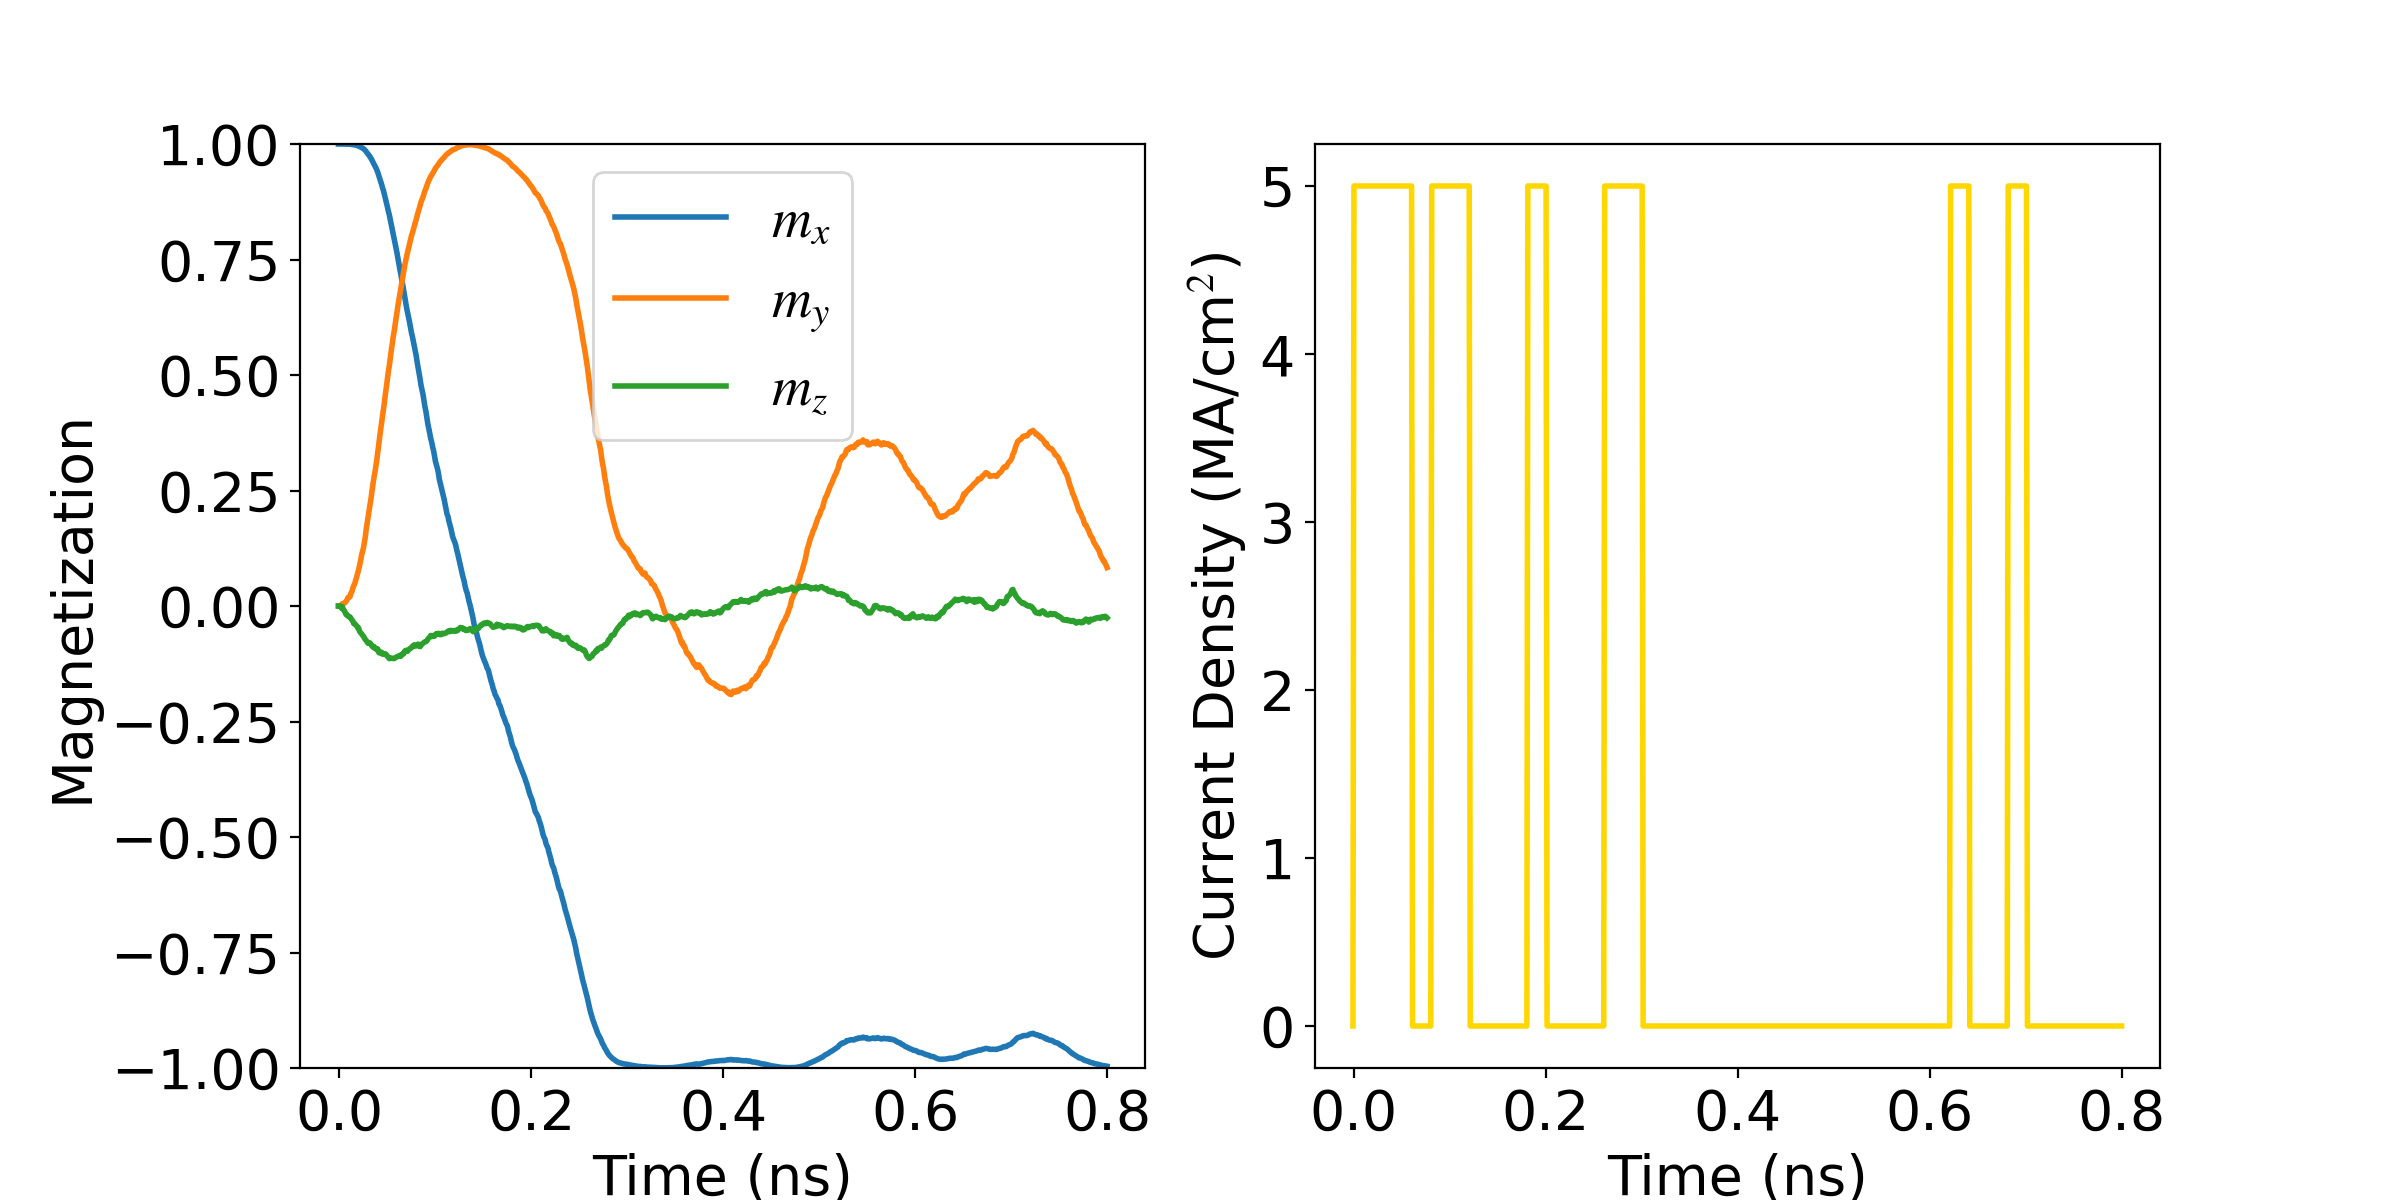 1.00
0.75
0.50
0.25
0.00
−0.25
−0.50
−0.75
−1.00
Magnetization
0.0 0.2 0.4 0.6 0.8
Time (ns)
m_x
m_y
m_z
5
4
3
2
1
0
Current Density (MA/cm²)
0.0 0.2 0.4 0.6 0.8
Time (ns)